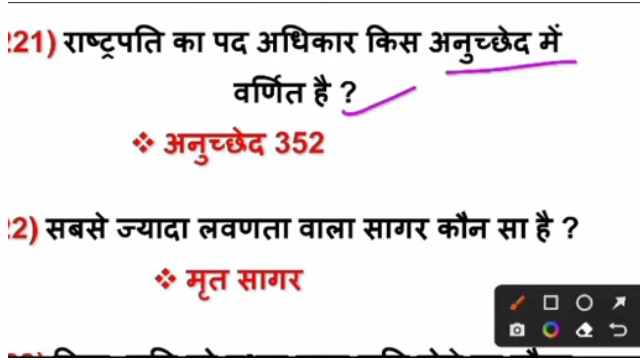 :21) राष्ट्रपति का पद अधिकार किस अनुच्छेद में
वर्णित है ?
❖ अनुच्छेद 352
:2) सबसे ज्यादा लवणता वाला सागर कौन सा है ?
❖ मृत सागर